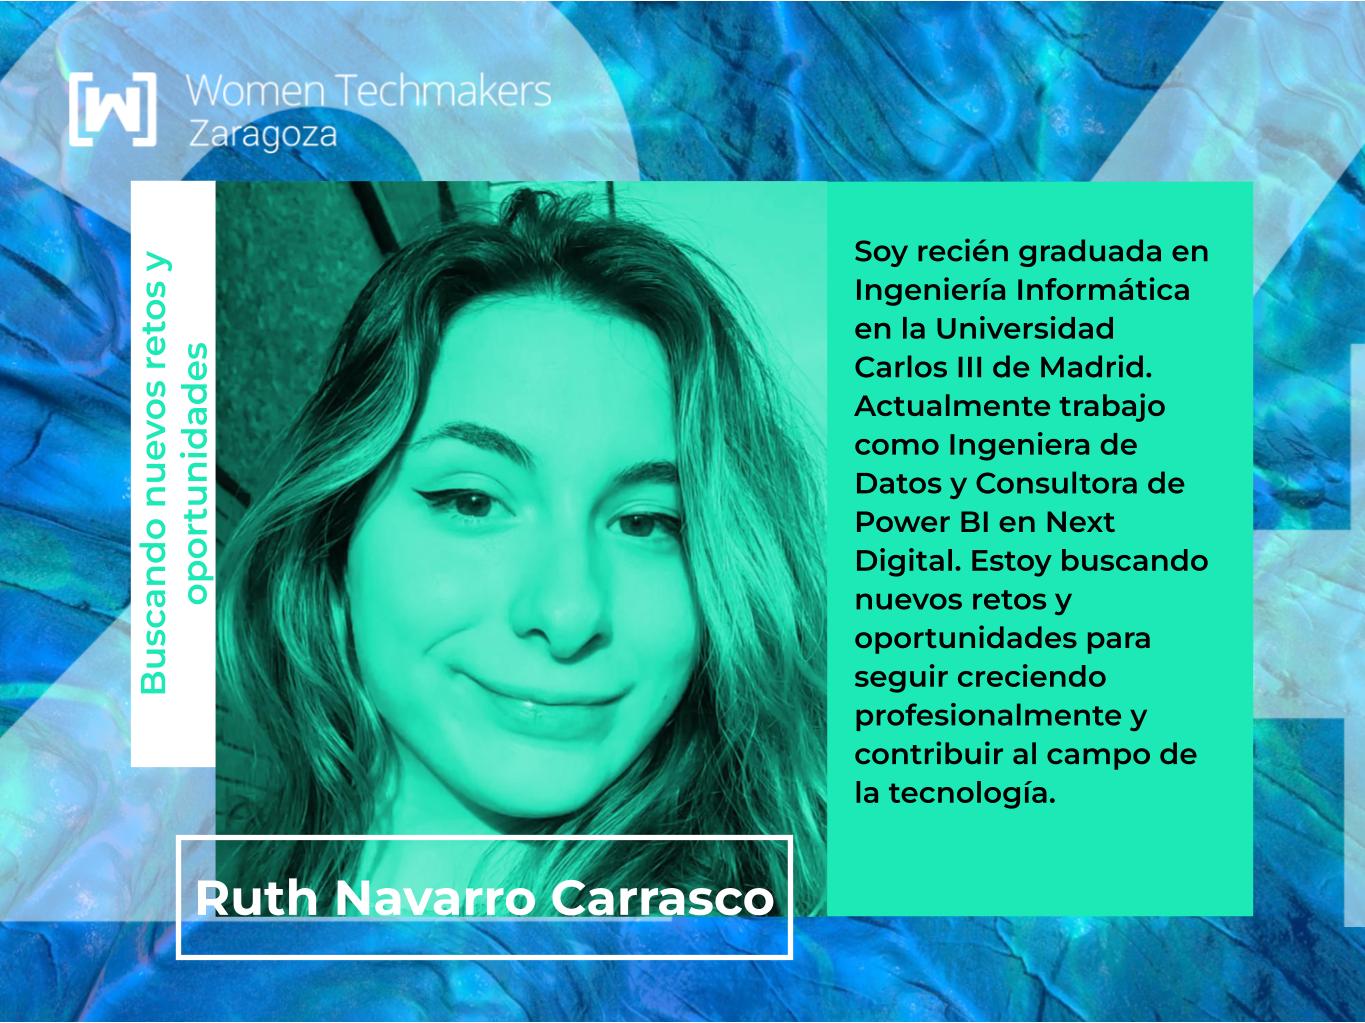 Women Techmakers
Zaragoza
Buscando nuevos retos y
oportunidades
Soy recién graduada en
Ingeniería Informática
en la Universidad
Carlos III de Madrid.
Actualmente trabajo
como Ingeniera de
Datos y Consultora de
Power BI en Next
Digital. Estoy buscando
nuevos retos y
oportunidades para
seguir creciendo
profesionalmente y
contribuir al campo de
la tecnología.
Ruth Navarro Carrasco